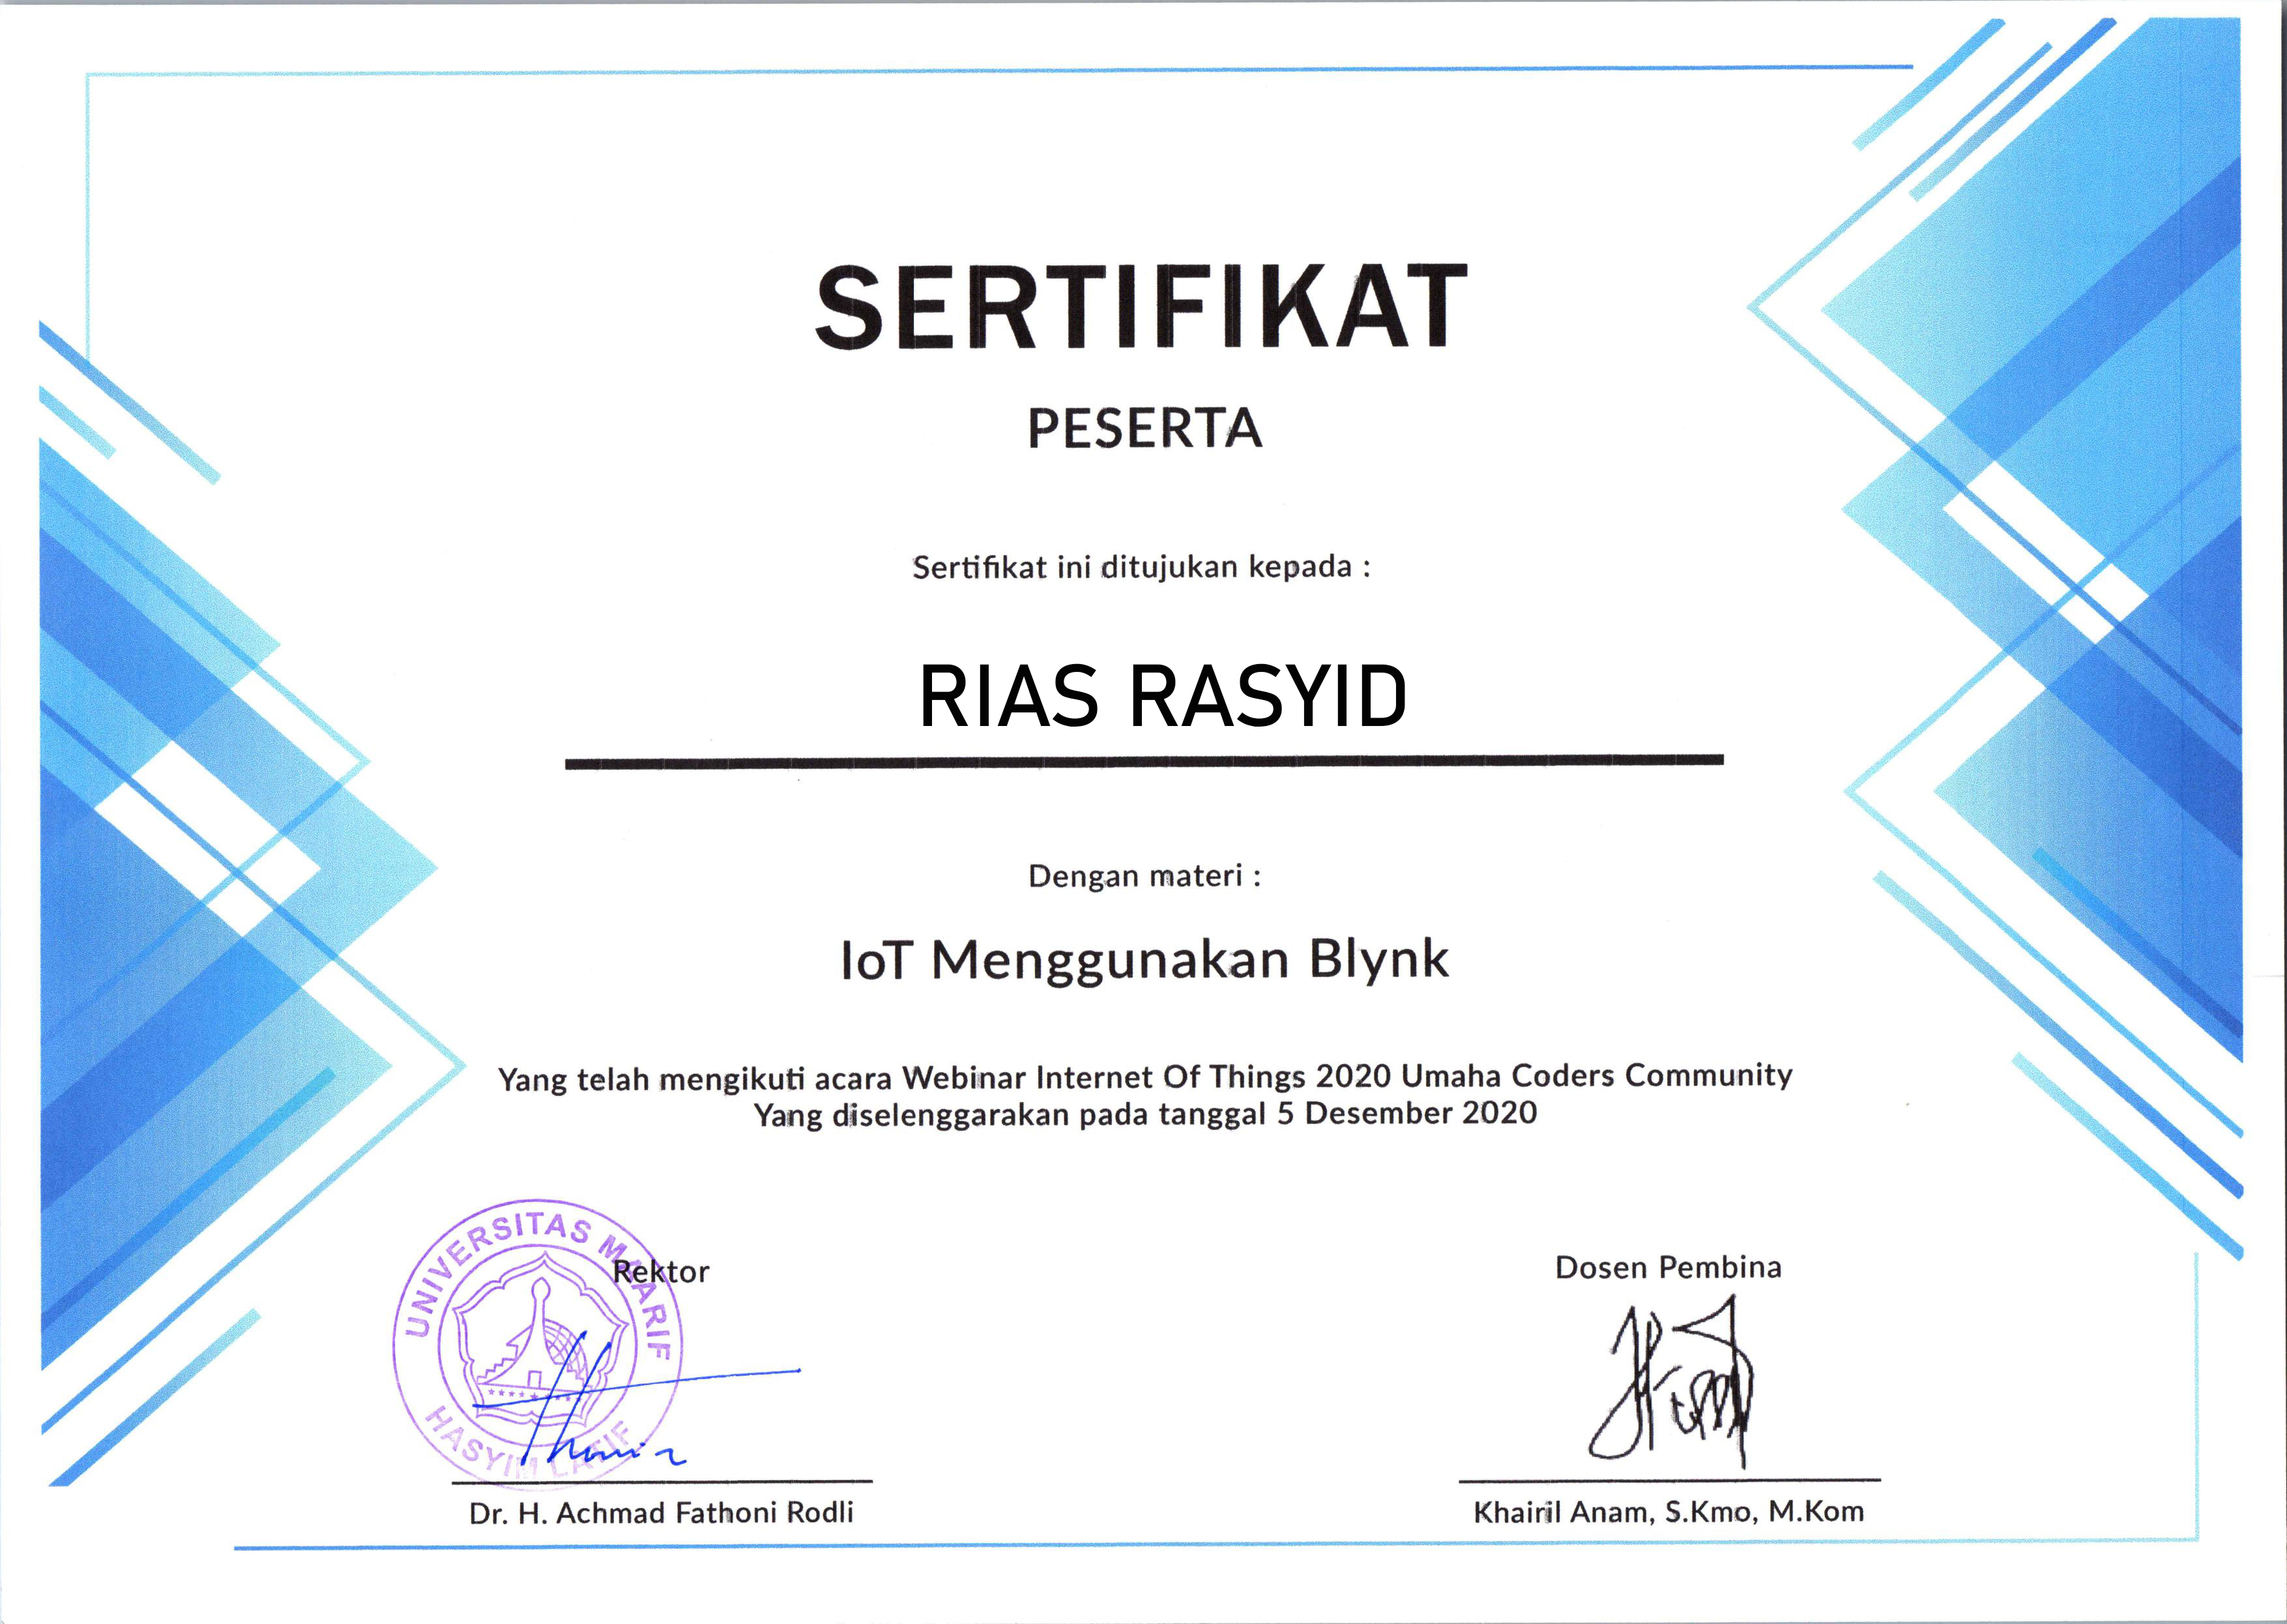 SERTIFIKAT
PESERTA
Sertifikat ini ditujukan kepada :
RIAS RASYID
Dengan materi :
IoT Menggunakan Blynk
Yang telah mengikuti acara Webinar Internet Of Things 2020 Umaha Coders Community
Yang diselenggarakan pada tanggal 5 Desember 2020
UNIVERSITAS MAARIF
HASYIM LATIF
Rektor
Dosen Pembina
Dr. H. Achmad Fathoni Rodli
Khairil Anam, S.Kmo, M.Kom